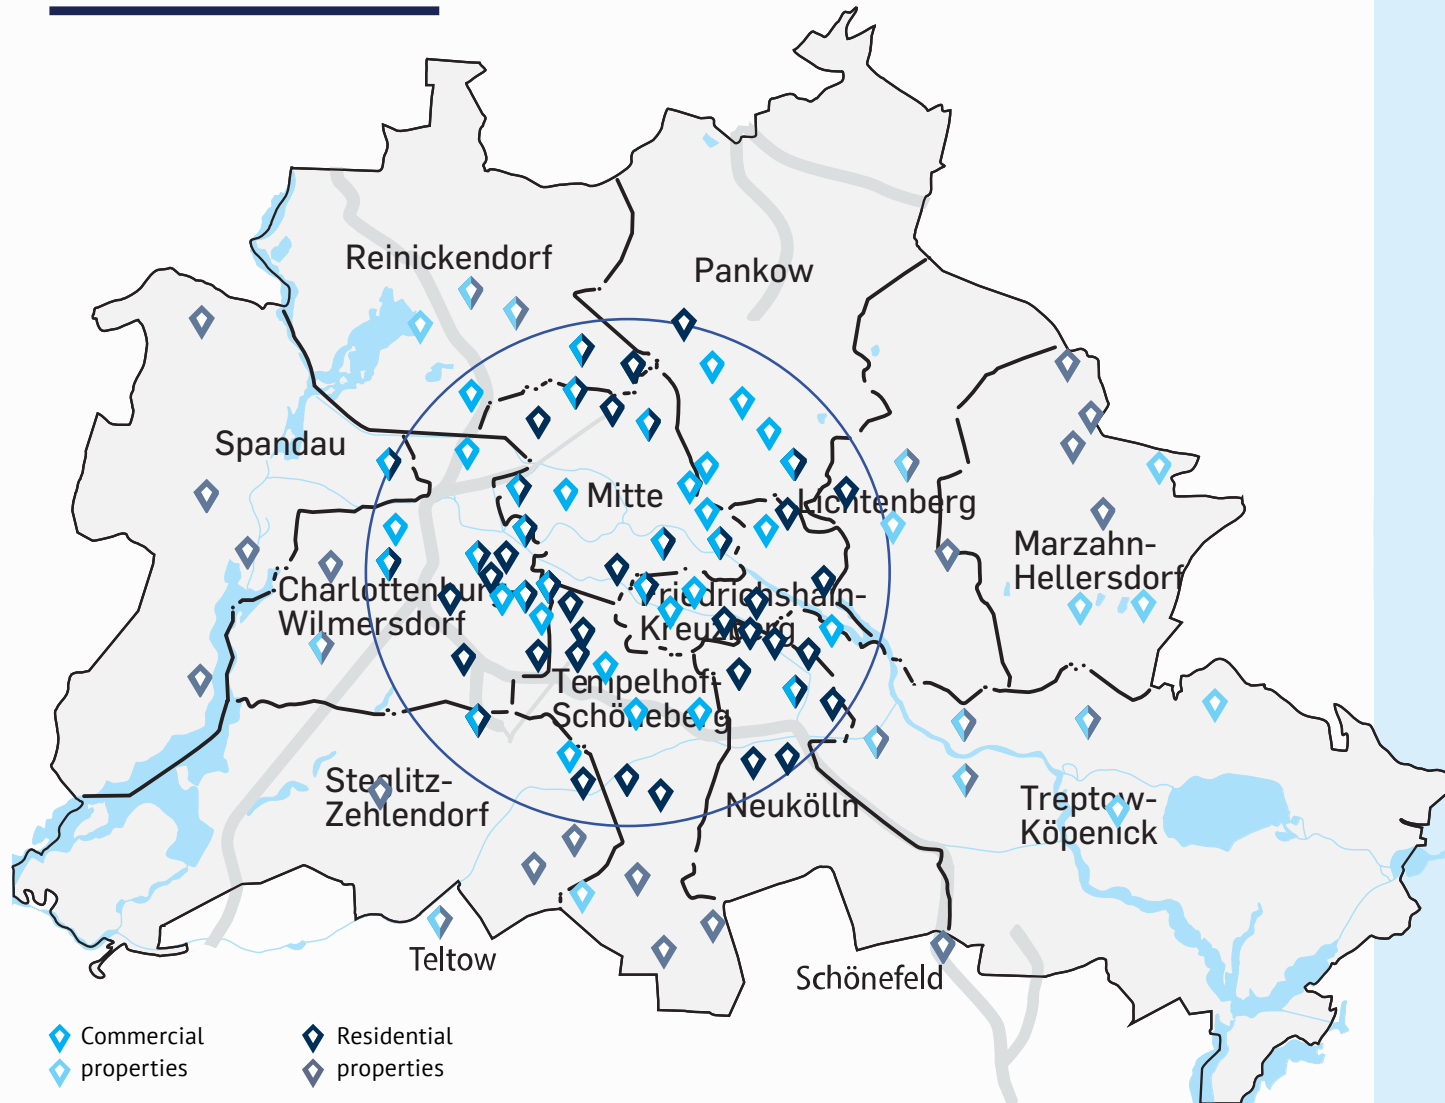 Reinickendorf
Pankow
Spandau
Mitte
Lichtenberg
Marzahn-
Hellersdorf
Charlottenburg
Wilmersdorf
Friedrichshain-
Kreuzberg
Tempelhof-
Schöneberg
Steglitz-
Zehlendorf
Neukölln
Treptow-
Köpenick
Teltow
Schönefeld
Commercial
properties
Residential
properties